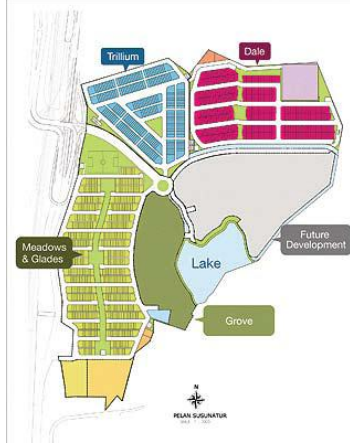 Trillium
Dale
Meadows
& Glades
Lake
Future
Development
Grove
N
PELAN SUSUNATUR